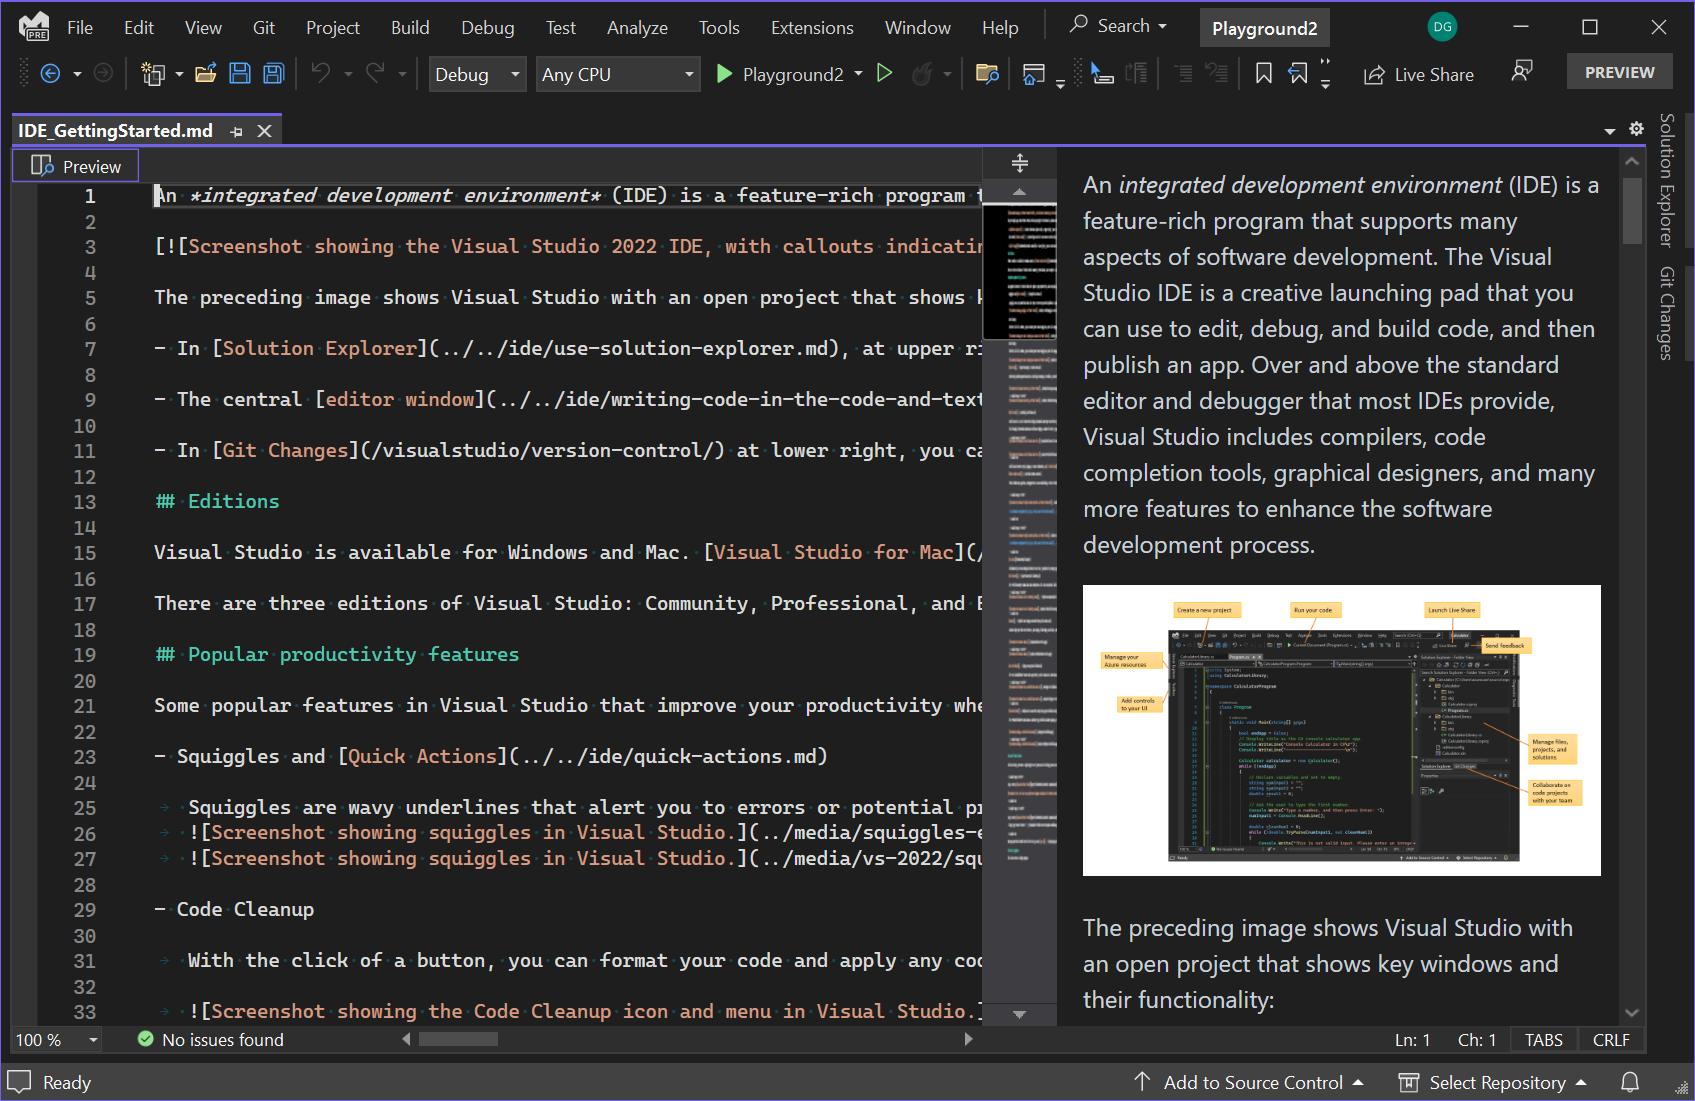 File Edit View Git Project Build Debug Test Analyze Tools Extensions Window Help Search Playground2 DG
PRE
Debug Any CPU Playground2 Live Share PREVIEW
IDE_GettingStarted.md
Preview
1 An *integrated development environment* (IDE) is a feature-rich program t
2
3 [![Screenshot showing the Visual Studio 2022 IDE, with callouts indicatin
4
5 The preceding image shows Visual Studio with an open project that shows k
6
7 - In [Solution Explorer](../../ide/use-solution-explorer.md), at upper ri
8
9 - The central [editor window](../../ide/writing-code-in-the-code-and-text
10
11 - In [Git Changes](/visualstudio/version-control/) at lower right, you ca
12
13 ## Editions
14
15 Visual Studio is available for Windows and Mac. [Visual Studio for Mac](/
16
17 There are three editions of Visual Studio: Community, Professional, and E
18
19 ## Popular productivity features
20
21 Some popular features in Visual Studio that improve your productivity whe
22
23 - Squiggles and [Quick Actions](../../ide/quick-actions.md)
24
25 Squiggles are wavy underlines that alert you to errors or potential pr
26 ![Screenshot showing squiggles in Visual Studio.](../media/squiggles-e
27 ![Screenshot showing squiggles in Visual Studio.](../media/vs-2022/squ
28
29 - Code Cleanup
30
31 With the click of a button, you can format your code and apply any cod
32
33 ![Screenshot showing the Code Cleanup icon and menu in Visual Studio.]
An integrated development environment (IDE) is a
feature-rich program that supports many
aspects of software development. The Visual
Studio IDE is a creative launching pad that you
can use to edit, debug, and build code, and then
publish an app. Over and above the standard
editor and debugger that most IDEs provide,
Visual Studio includes compilers, code
completion tools, graphical designers, and many
more features to enhance the software
development process.
Create a new project
Run your code
Launch Live Share
Send feedback
Manage your
Azure resources
Add controls
to your UI
Manage files,
projects, and
solutions
Collaborate on
code projects
with your team
The preceding image shows Visual Studio with
an open project that shows key windows and
their functionality:
Solution Explorer
Git Changes
100 % No issues found Ln: 1 Ch: 1 TABS CRLF
Ready Add to Source Control Select Repository